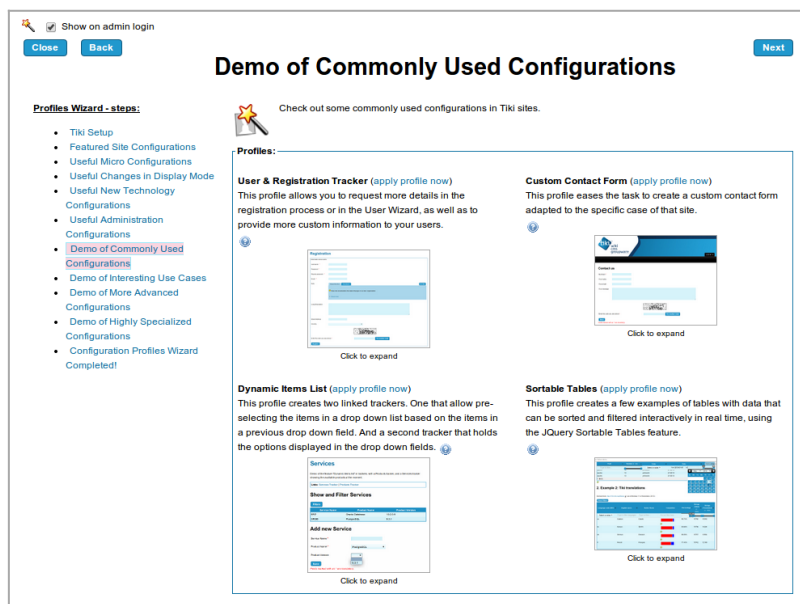 Show on admin login
Close Back Next
Demo of Commonly Used Configurations
Profiles Wizard - steps:
Tiki Setup
Featured Site Configurations
Useful Micro Configurations
Useful Changes in Display Mode
Useful New Technology
Configurations
Useful Administration
Configurations
Demo of Commonly Used
Configurations
Demo of Interesting Use Cases
Demo of More Advanced
Configurations
Demo of Highly Specialized
Configurations
Configuration Profiles Wizard
Completed!
Check out some commonly used configurations in Tiki sites.
Profiles:
User & Registration Tracker (apply profile now)
This profile allows you to request more details in the
registration process or in the User Wizard, as well as to
provide more custom information to your users.
Registration
Click to expand
Custom Contact Form (apply profile now)
This profile eases the task to create a custom contact form
adapted to the specific case of that site.
Contact us
Click to expand
Dynamic Items List (apply profile now)
This profile creates two linked trackers. One that allow pre-
selecting the items in a drop down list based on the items in
a previous drop down field. And a second tracker that holds
the options displayed in the drop down fields.
Services
Show and Filter Services
Add new Service
Click to expand
Sortable Tables (apply profile now)
This profile creates a few examples of tables with data that
can be sorted and filtered interactively in real time, using
the JQuery Sortable Tables feature.
2. Example 2: Tiki translations
Click to expand